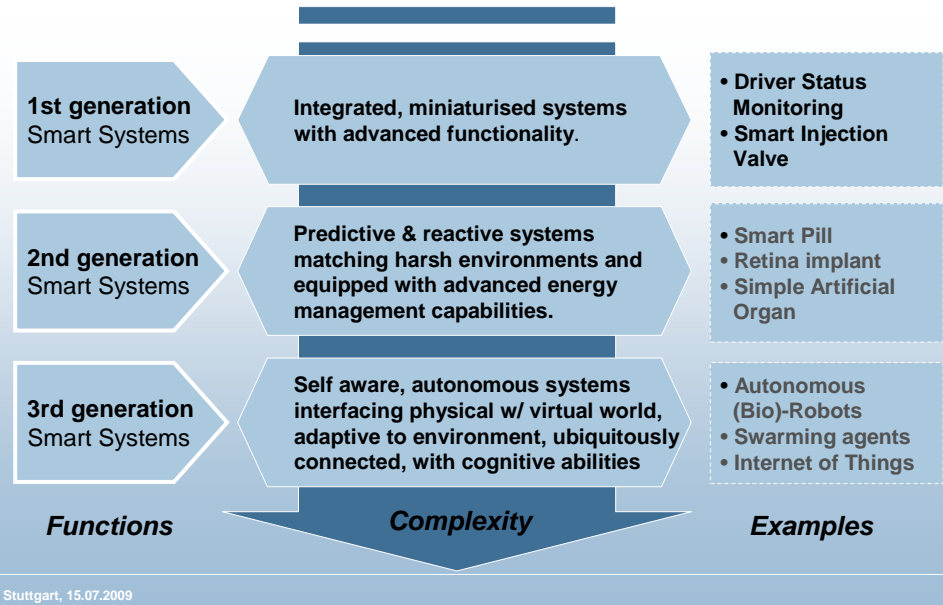 1st generation
Smart Systems
Integrated, miniaturised systems
with advanced functionality.
• Driver Status
Monitoring
• Smart Injection
Valve
2nd generation
Smart Systems
Predictive & reactive systems
matching harsh environments and
equipped with advanced energy
management capabilities.
• Smart Pill
• Retina implant
• Simple Artificial
Organ
3rd generation
Smart Systems
Self aware, autonomous systems
interfacing physical w/ virtual world,
adaptive to environment, ubiquitously
connected, with cognitive abilities
• Autonomous
(Bio)-Robots
• Swarming agents
• Internet of Things
Functions
Complexity
Examples
Stuttgart, 15.07.2009